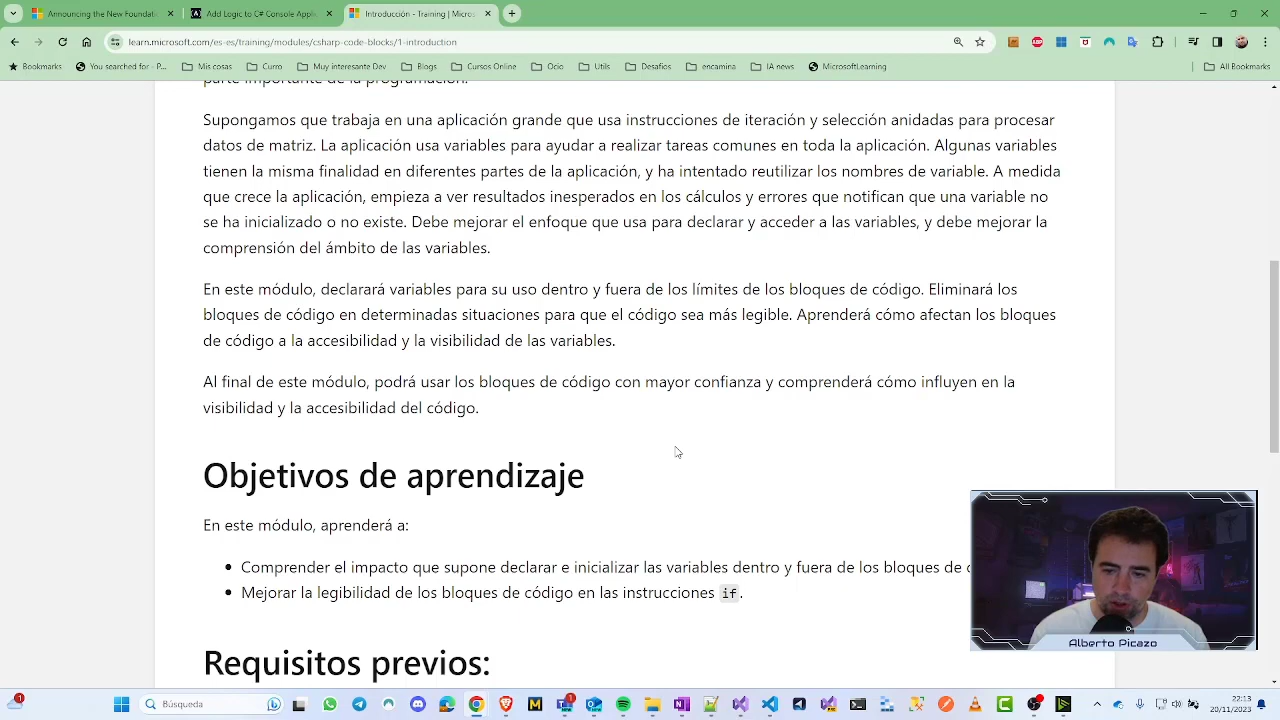 Announcing the New Foundati
Add Logic to C# Console Applic
Introducción - Training | Micros
learn.microsoft.com/es-es/training/modules/csharp-code-blocks/1-introduction
Bookmarks
You searched for - P...
Mis cosas
Curro
Muy interesante Dev
Blogs
Cursos Online
Ocio
Utils
Desafios
encamina
IA news
MicrosoftLearning
All Bookmarks
parte importante de la programación.
Supongamos que trabaja en una aplicación grande que usa instrucciones de iteración y selección anidadas para procesar
datos de matriz. La aplicación usa variables para ayudar a realizar tareas comunes en toda la aplicación. Algunas variables
tienen la misma finalidad en diferentes partes de la aplicación, y ha intentado reutilizar los nombres de variable. A medida
que crece la aplicación, empieza a ver resultados inesperados en los cálculos y errores que notifican que una variable no
se ha inicializado o no existe. Debe mejorar el enfoque que usa para declarar y acceder a las variables, y debe mejorar la
comprensión del ámbito de las variables.
En este módulo, declarará variables para su uso dentro y fuera de los límites de los bloques de código. Eliminará los
bloques de código en determinadas situaciones para que el código sea más legible. Aprenderá cómo afectan los bloques
de código a la accesibilidad y la visibilidad de las variables.
Al final de este módulo, podrá usar los bloques de código con mayor confianza y comprenderá cómo influyen en la
visibilidad y la accesibilidad del código.
Objetivos de aprendizaje
En este módulo, aprenderá a:
Comprender el impacto que supone declarar e inicializar las variables dentro y fuera de los bloques de c
Mejorar la legibilidad de los bloques de código en las instrucciones if.
Alberto Picazo
Requisitos previos:
1
Búsqueda
1
22:13
20/11/2023